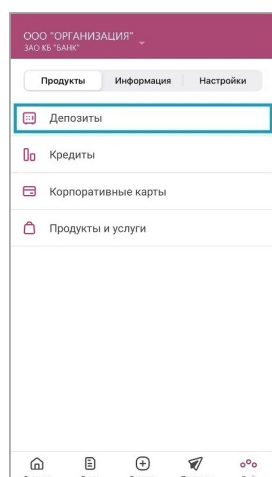 ООО "ОРГАНИЗАЦИЯ"
ЗАО КБ "БАНК"
Продукты Информация Настройки
Депозиты
Кредиты
Корпоративные карты
Продукты и услуги